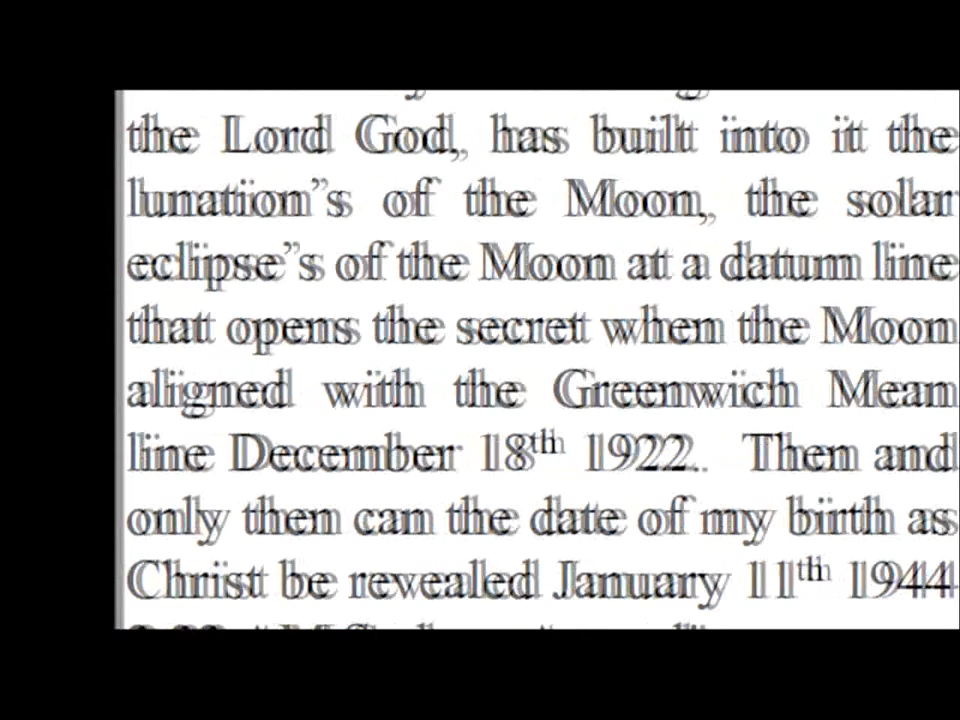 the Lord God, has built into it the
lunation"s of the Moon, the solar
eclipse"s of the Moon at a datum line
that opens the secret when the Moon
aligned with the Greenwich Mean
line December 18th 1922. Then and
only then can the date of my birth as
Christ be revealed January 11th 1944